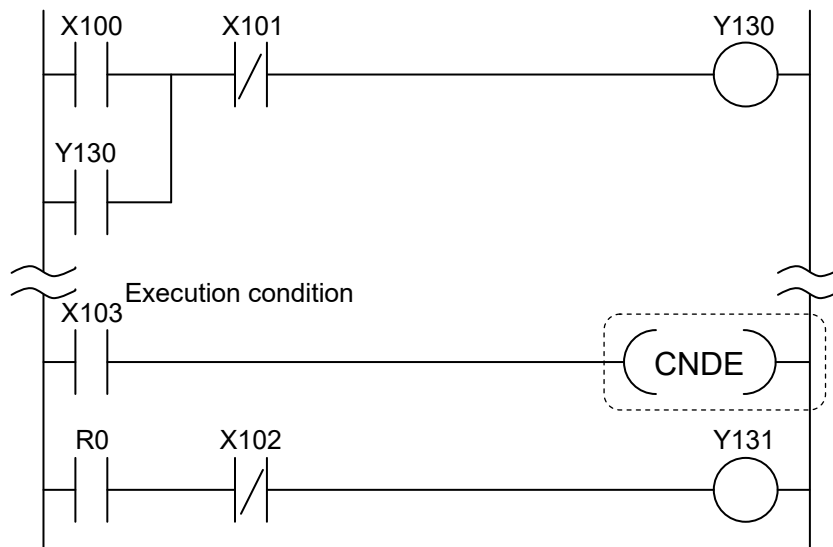 X100 X101 Y130
Y130
Execution condition
X103
CNDE
R0 X102 Y131